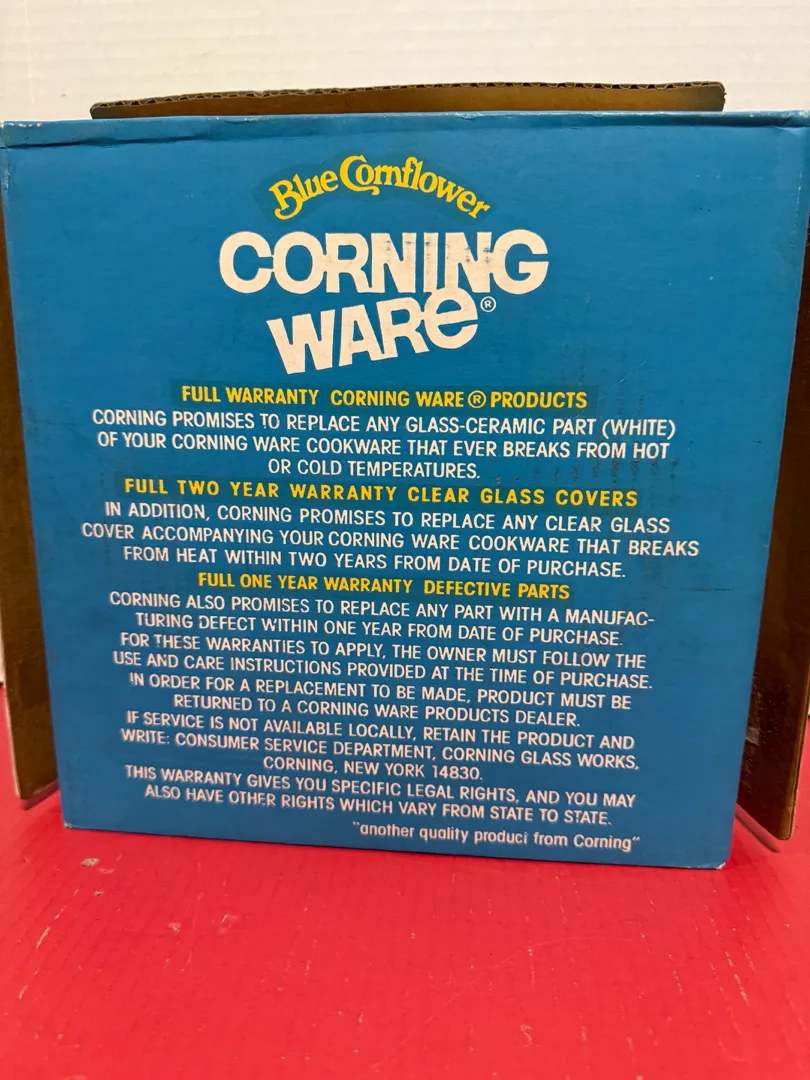 Blue Cornflower
CORNING
WARe®
FULL WARRANTY CORNING WARE® PRODUCTS
CORNING PROMISES TO REPLACE ANY GLASS-CERAMIC PART (WHITE)
OF YOUR CORNING WARE COOKWARE THAT EVER BREAKS FROM HOT
OR COLD TEMPERATURES.
FULL TWO YEAR WARRANTY CLEAR GLASS COVERS
IN ADDITION, CORNING PROMISES TO REPLACE ANY CLEAR GLASS
COVER ACCOMPANYING YOUR CORNING WARE COOKWARE THAT BREAKS
FROM HEAT WITHIN TWO YEARS FROM DATE OF PURCHASE.
FULL ONE YEAR WARRANTY DEFECTIVE PARTS
CORNING ALSO PROMISES TO REPLACE ANY PART WITH A MANUFAC-
TURING DEFECT WITHIN ONE YEAR FROM DATE OF PURCHASE.
FOR THESE WARRANTIES TO APPLY, THE OWNER MUST FOLLOW THE
USE AND CARE INSTRUCTIONS PROVIDED AT THE TIME OF PURCHASE.
IN ORDER FOR A REPLACEMENT TO BE MADE, PRODUCT MUST BE
RETURNED TO A CORNING WARE PRODUCTS DEALER.
IF SERVICE IS NOT AVAILABLE LOCALLY, RETAIN THE PRODUCT AND
WRITE: CONSUMER SERVICE DEPARTMENT, CORNING GLASS WORKS,
CORNING, NEW YORK 14830.
THIS WARRANTY GIVES YOU SPECIFIC LEGAL RIGHTS, AND YOU MAY
ALSO HAVE OTHER RIGHTS WHICH VARY FROM STATE TO STATE.
"another quality product from Corning"